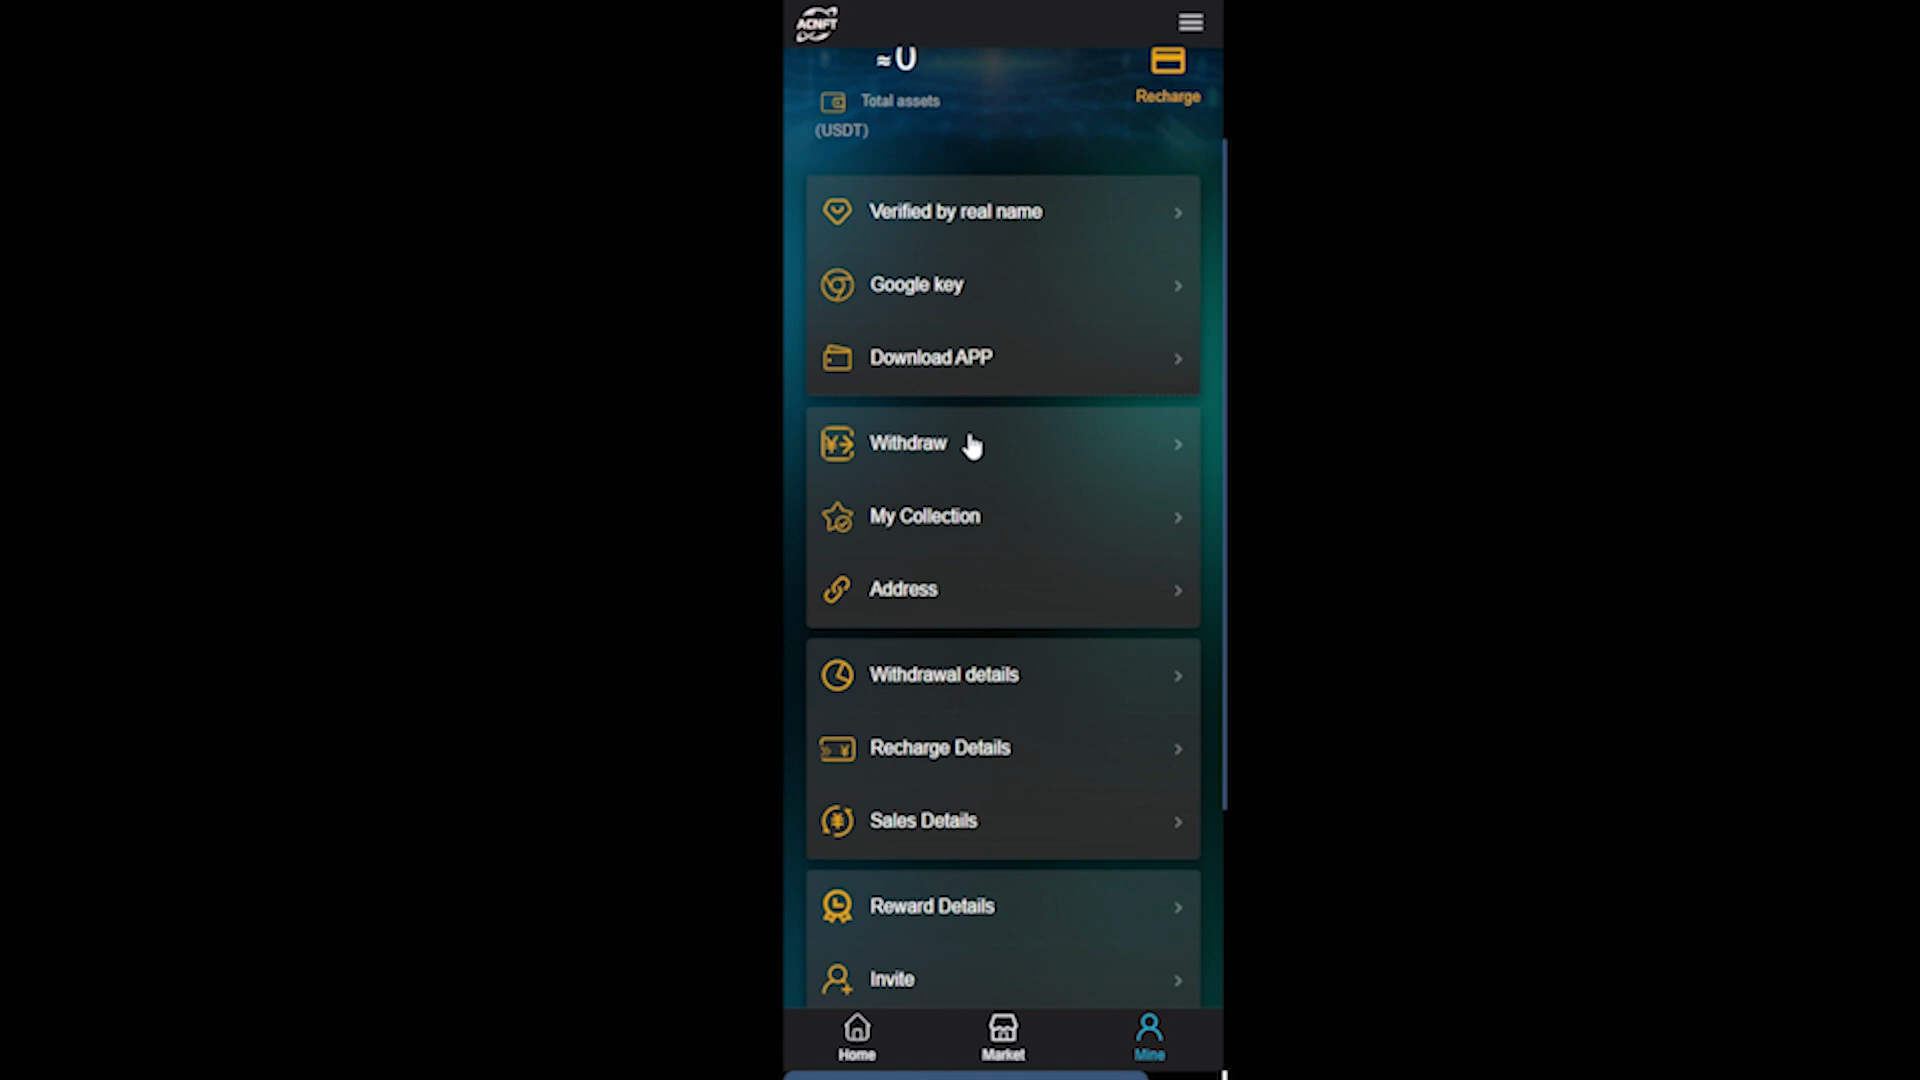 ACNFT
≈0
Total assets
(USDT)
Recharge
Verified by real name
Google key
Download APP
Withdraw
My Collection
Address
Withdrawal details
Recharge Details
Sales Details
Reward Details
Invite
Home
Market
Mine